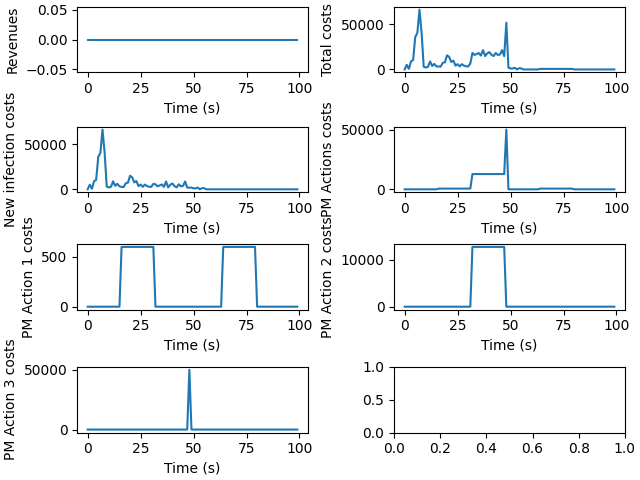 Revenues
0.05
0.00
−0.05
0 25 50 75 100
Time (s)
Total costs
50000
0
0 25 50 75 100
Time (s)
New infection costs
50000
0
0 25 50 75 100
Time (s)
PM Actions costs
50000
0
0 25 50 75 100
Time (s)
PM Action 1 costs
500
0
0 25 50 75 100
Time (s)
PM Action 2 costs
10000
0
0 25 50 75 100
Time (s)
PM Action 3 costs
50000
0
0 25 50 75 100
Time (s)
1.0
0.5
0.0
0.0 0.2 0.4 0.6 0.8 1.0